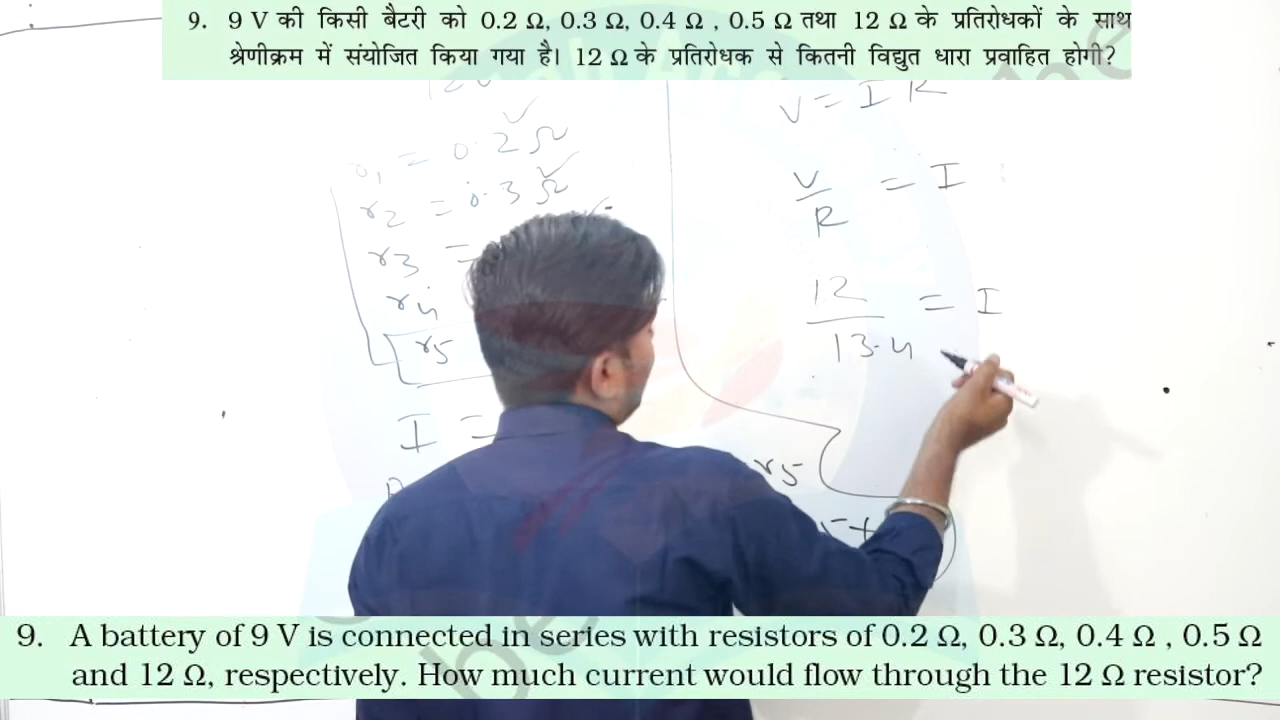 9. 9 V की किसी बैटरी को 0.2 Ω, 0.3 Ω, 0.4 Ω , 0.5 Ω तथा 12 Ω के प्रतिरोधकों के साथ
श्रेणीक्रम में संयोजित किया गया है। 12 Ω के प्रतिरोधक से कितनी विद्युत धारा प्रवाहित होगी?
r1 = 0.2 Ω
r2 = 0.3 Ω
r3 =
r4
r5
I =
V = I R
V/R = I
12/13.4 = I
r5
9. A battery of 9 V is connected in series with resistors of 0.2 Ω, 0.3 Ω, 0.4 Ω , 0.5 Ω
and 12 Ω, respectively. How much current would flow through the 12 Ω resistor?